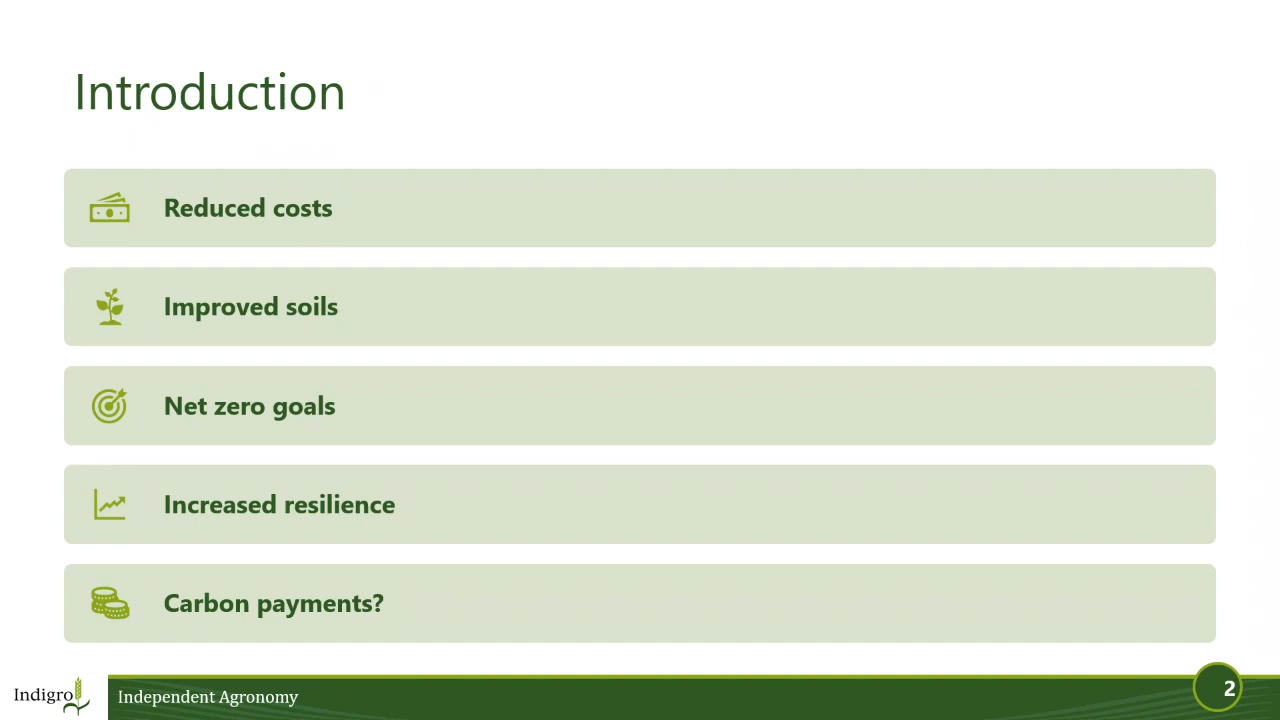 Introduction
Reduced costs
Improved soils
Net zero goals
Increased resilience
Carbon payments?
Indigro
Independent Agronomy
2